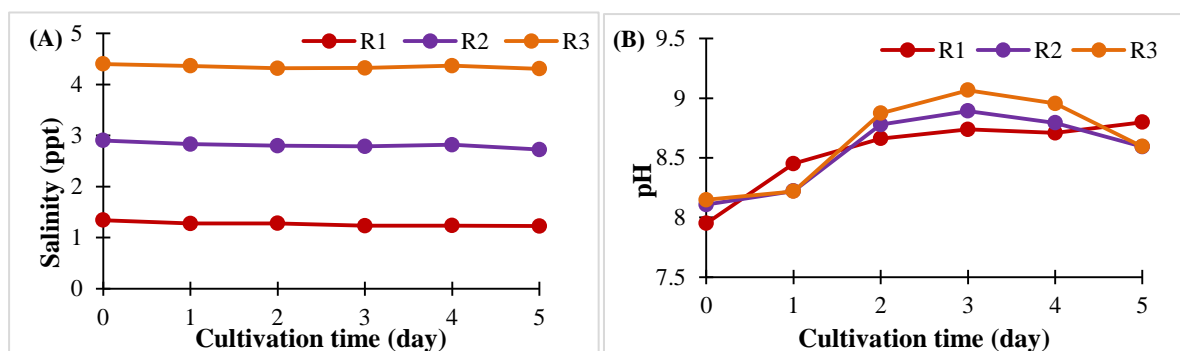 (A)
R1 R2 R3
Salinity (ppt)
5
4
3
2
1
0
0 1 2 3 4 5
Cultivation time (day)
(B)
R1 R2 R3
pH
9.5
9
8.5
8
7.5
0 1 2 3 4 5
Cultivation time (day)